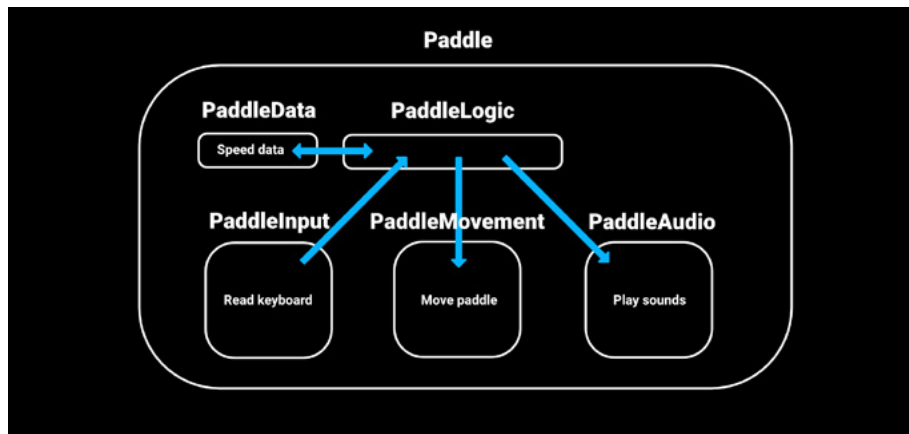 Paddle
PaddleData
PaddleLogic
Speed data
PaddleInput
PaddleMovement
PaddleAudio
Read keyboard
Move paddle
Play sounds